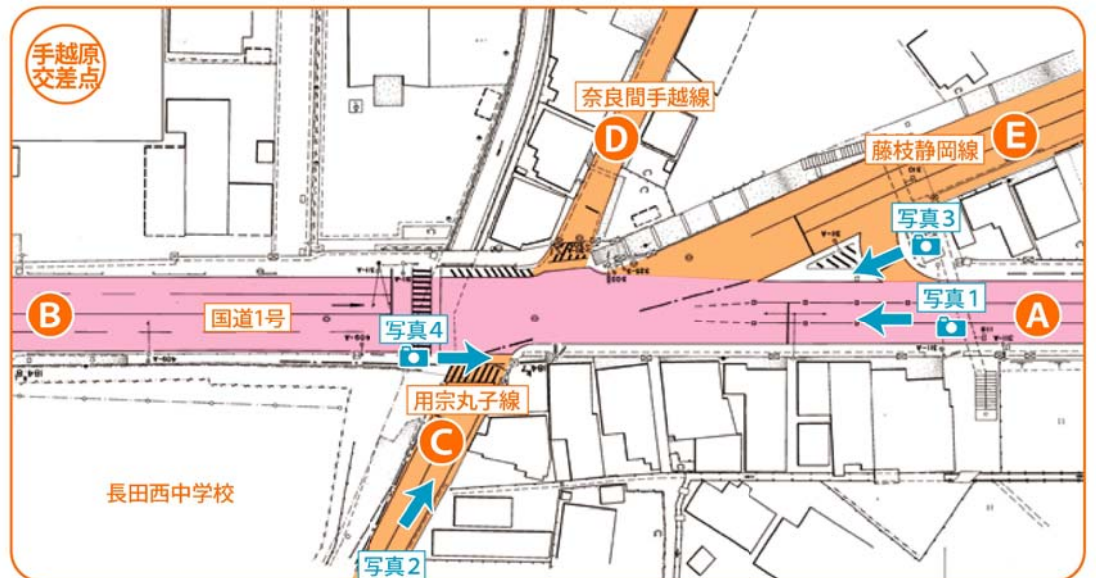 手越原
交差点
奈良間手越線
D
藤枝静岡線
E
写真3
写真1
A
B
国道1号
写真4
用宗丸子線
C
長田西中学校
写真2